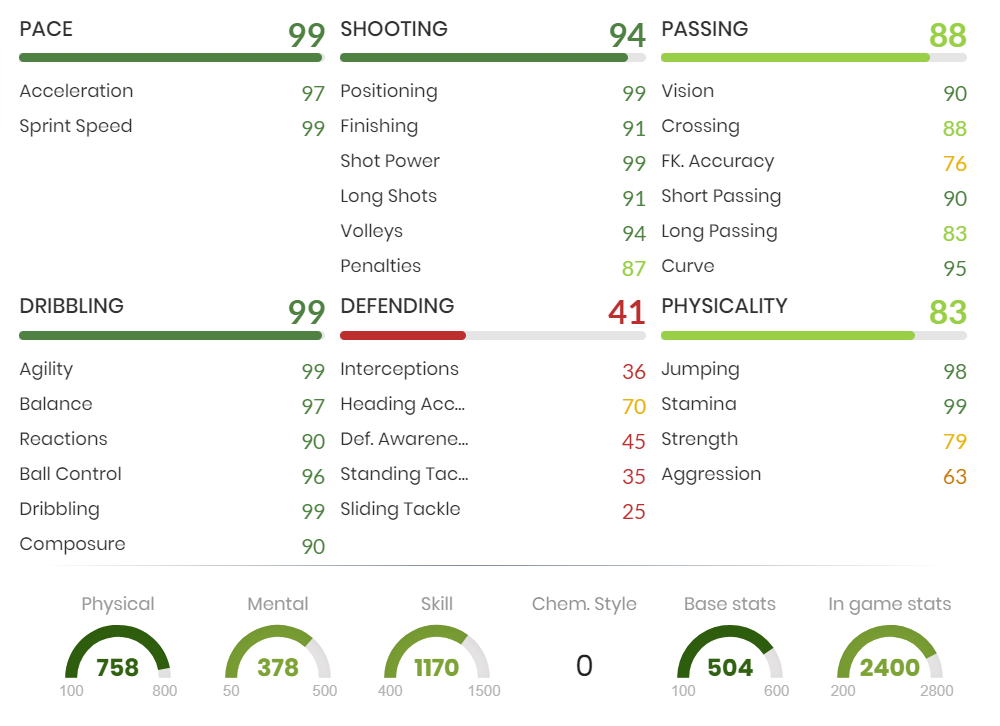 PACE 99 SHOOTING 94 PASSING 88
Acceleration 97 Positioning 99 Vision 90
Sprint Speed 99 Finishing 91 Crossing 88
Shot Power 99 FK. Accuracy 76
Long Shots 91 Short Passing 90
Volleys 94 Long Passing 83
Penalties 87 Curve 95
DRIBBLING 99 DEFENDING 41 PHYSICALITY 83
Agility 99 Interceptions 36 Jumping 98
Balance 97 Heading Acc... 70 Stamina 99
Reactions 90 Def. Awarene... 45 Strength 79
Ball Control 96 Standing Tac... 35 Aggression 63
Dribbling 99 Sliding Tackle 25
Composure 90
Physical Mental Skill Chem. Style Base stats In game stats
758 378 1170 0 504 2400
100 800 50 500 400 1500 100 600 200 2800